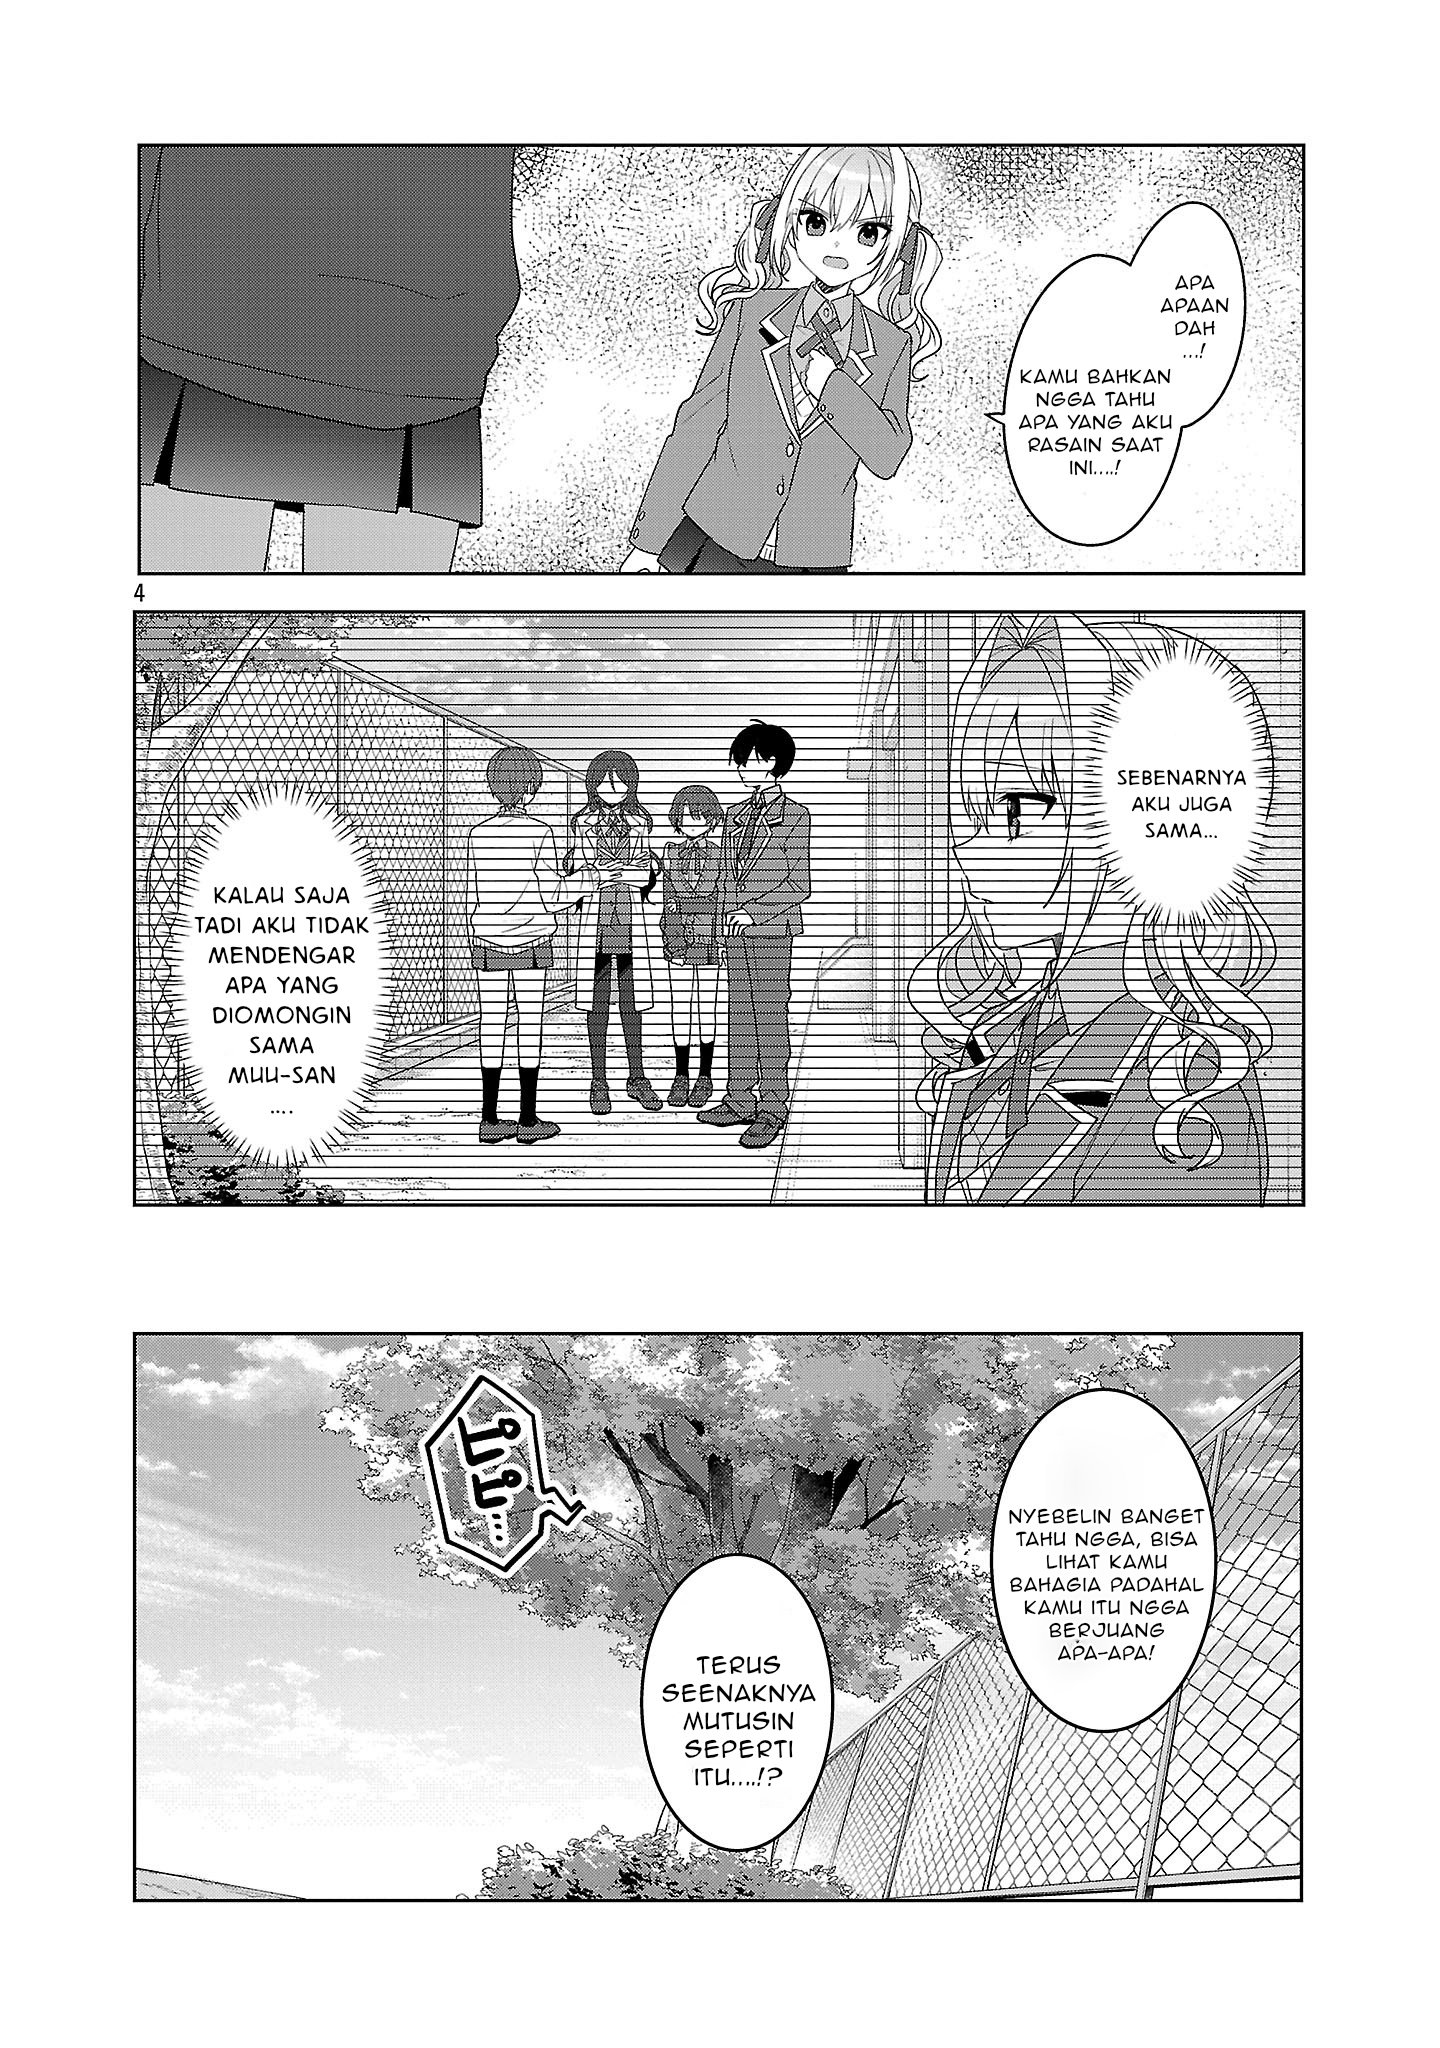 APA
APAAN
DAH
...!
KAMU BAHKAN
NGGA TAHU
APA YANG AKU
RASAIN SAAT
INI....!
4
SEBENARNYA
AKU JUGA
SAMA...
KALAU SAJA
TADI AKU TIDAK
MENDENGAR
APA YANG
DIOMONGIN
SAMA
MUU-SAN
....
NYEBELIN BANGET
TAHU NGGA, BISA
LIHAT KAMU
BAHAGIA PADAHAL
KAMU ITU NGGA
BERJUANG
APA-APA!
TERUS
SEENAKNYA
MUTUSIN
SEPERTI
ITU....!?